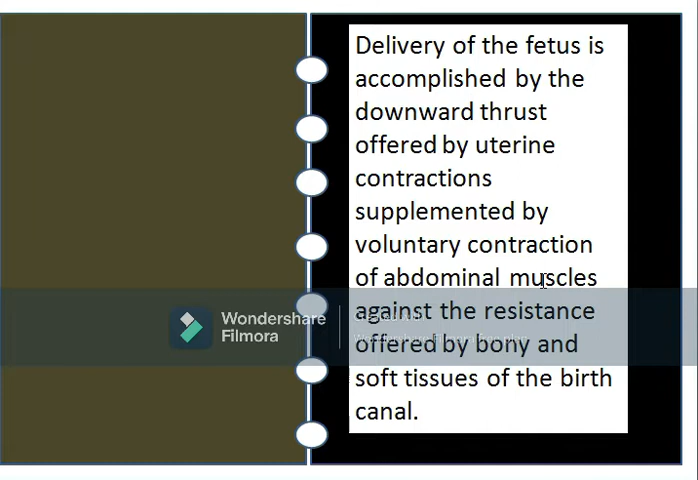 Delivery of the fetus is
accomplished by the
downward thrust
offered by uterine
contractions
supplemented by
voluntary contraction
of abdominal muscles
against the resistance
offered by bony and
soft tissues of the birth
canal.
Wondershare
Filmora